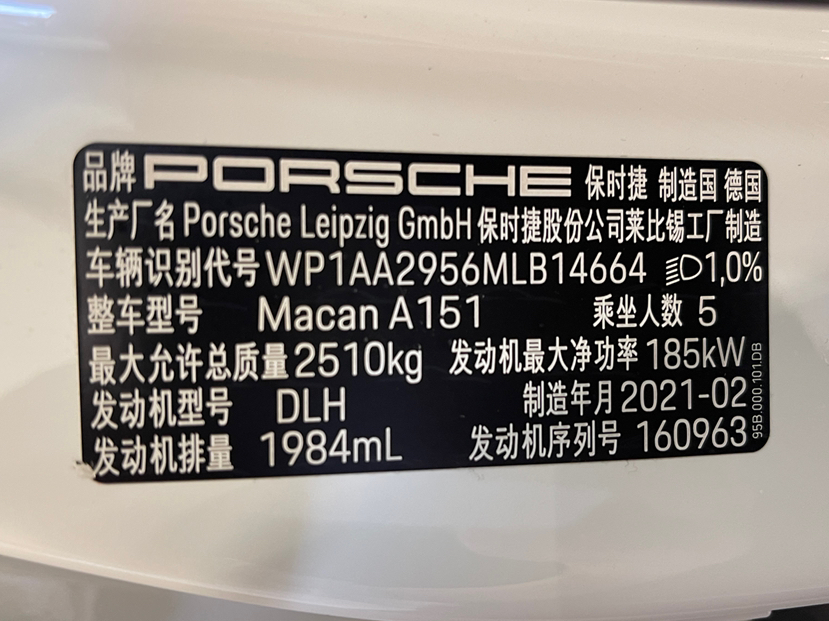 品牌 PORSCHE 保时捷 制造国 德国
生产厂名 Porsche Leipzig GmbH 保时捷股份公司莱比锡工厂制造
车辆识别代号 WP1AA2956MLB14664 1,0%
整车型号 Macan A151 乘坐人数 5
最大允许总质量 2510kg 发动机最大净功率 185kW
发动机型号 DLH 制造年月 2021-02
发动机排量 1984mL 发动机序列号 160963
95B.000.101.DB